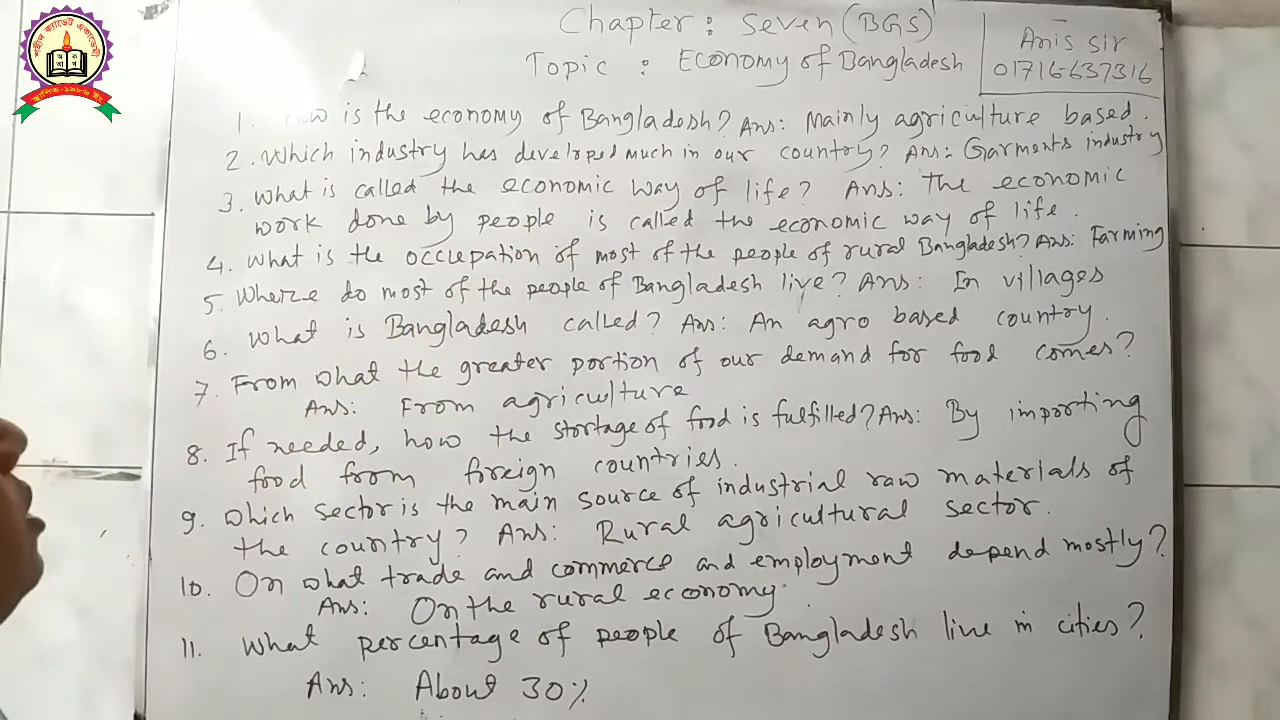 শহীদ ক্যাডেট একাডেমী
স্থাপিত-১৯৮৬ ইং
Chapter : Seven (BGS)
Topic : Economy of Bangladesh
Anis Sir
01716-637316
1. How is the economy of Bangladesh? Ans: Mainly agriculture based.
2. Which industry has developed much in our country? Ans: Garments industry
3. What is called the economic way of life? Ans: The economic
work done by people is called the economic way of life.
4. What is the occupation of most of the people of rural Bangladesh? Ans: Farming
5. Where do most of the people of Bangladesh live? Ans: In villages
6. What is Bangladesh called? Ans: An agro based country.
7. From what the greater portion of our demand for food comes?
Ans: From agriculture
8. If needed, how the stortage of food is fulfilled? Ans: By importing
food from foreign countries.
9. Which sector is the main source of industrial raw materials of
the country? Ans: Rural agricultural sector.
10. On what trade and commerce and employment depend mostly?
Ans: On the rural economy.
11. What percentage of people of Bangladesh live in cities?
Ans: About 30%